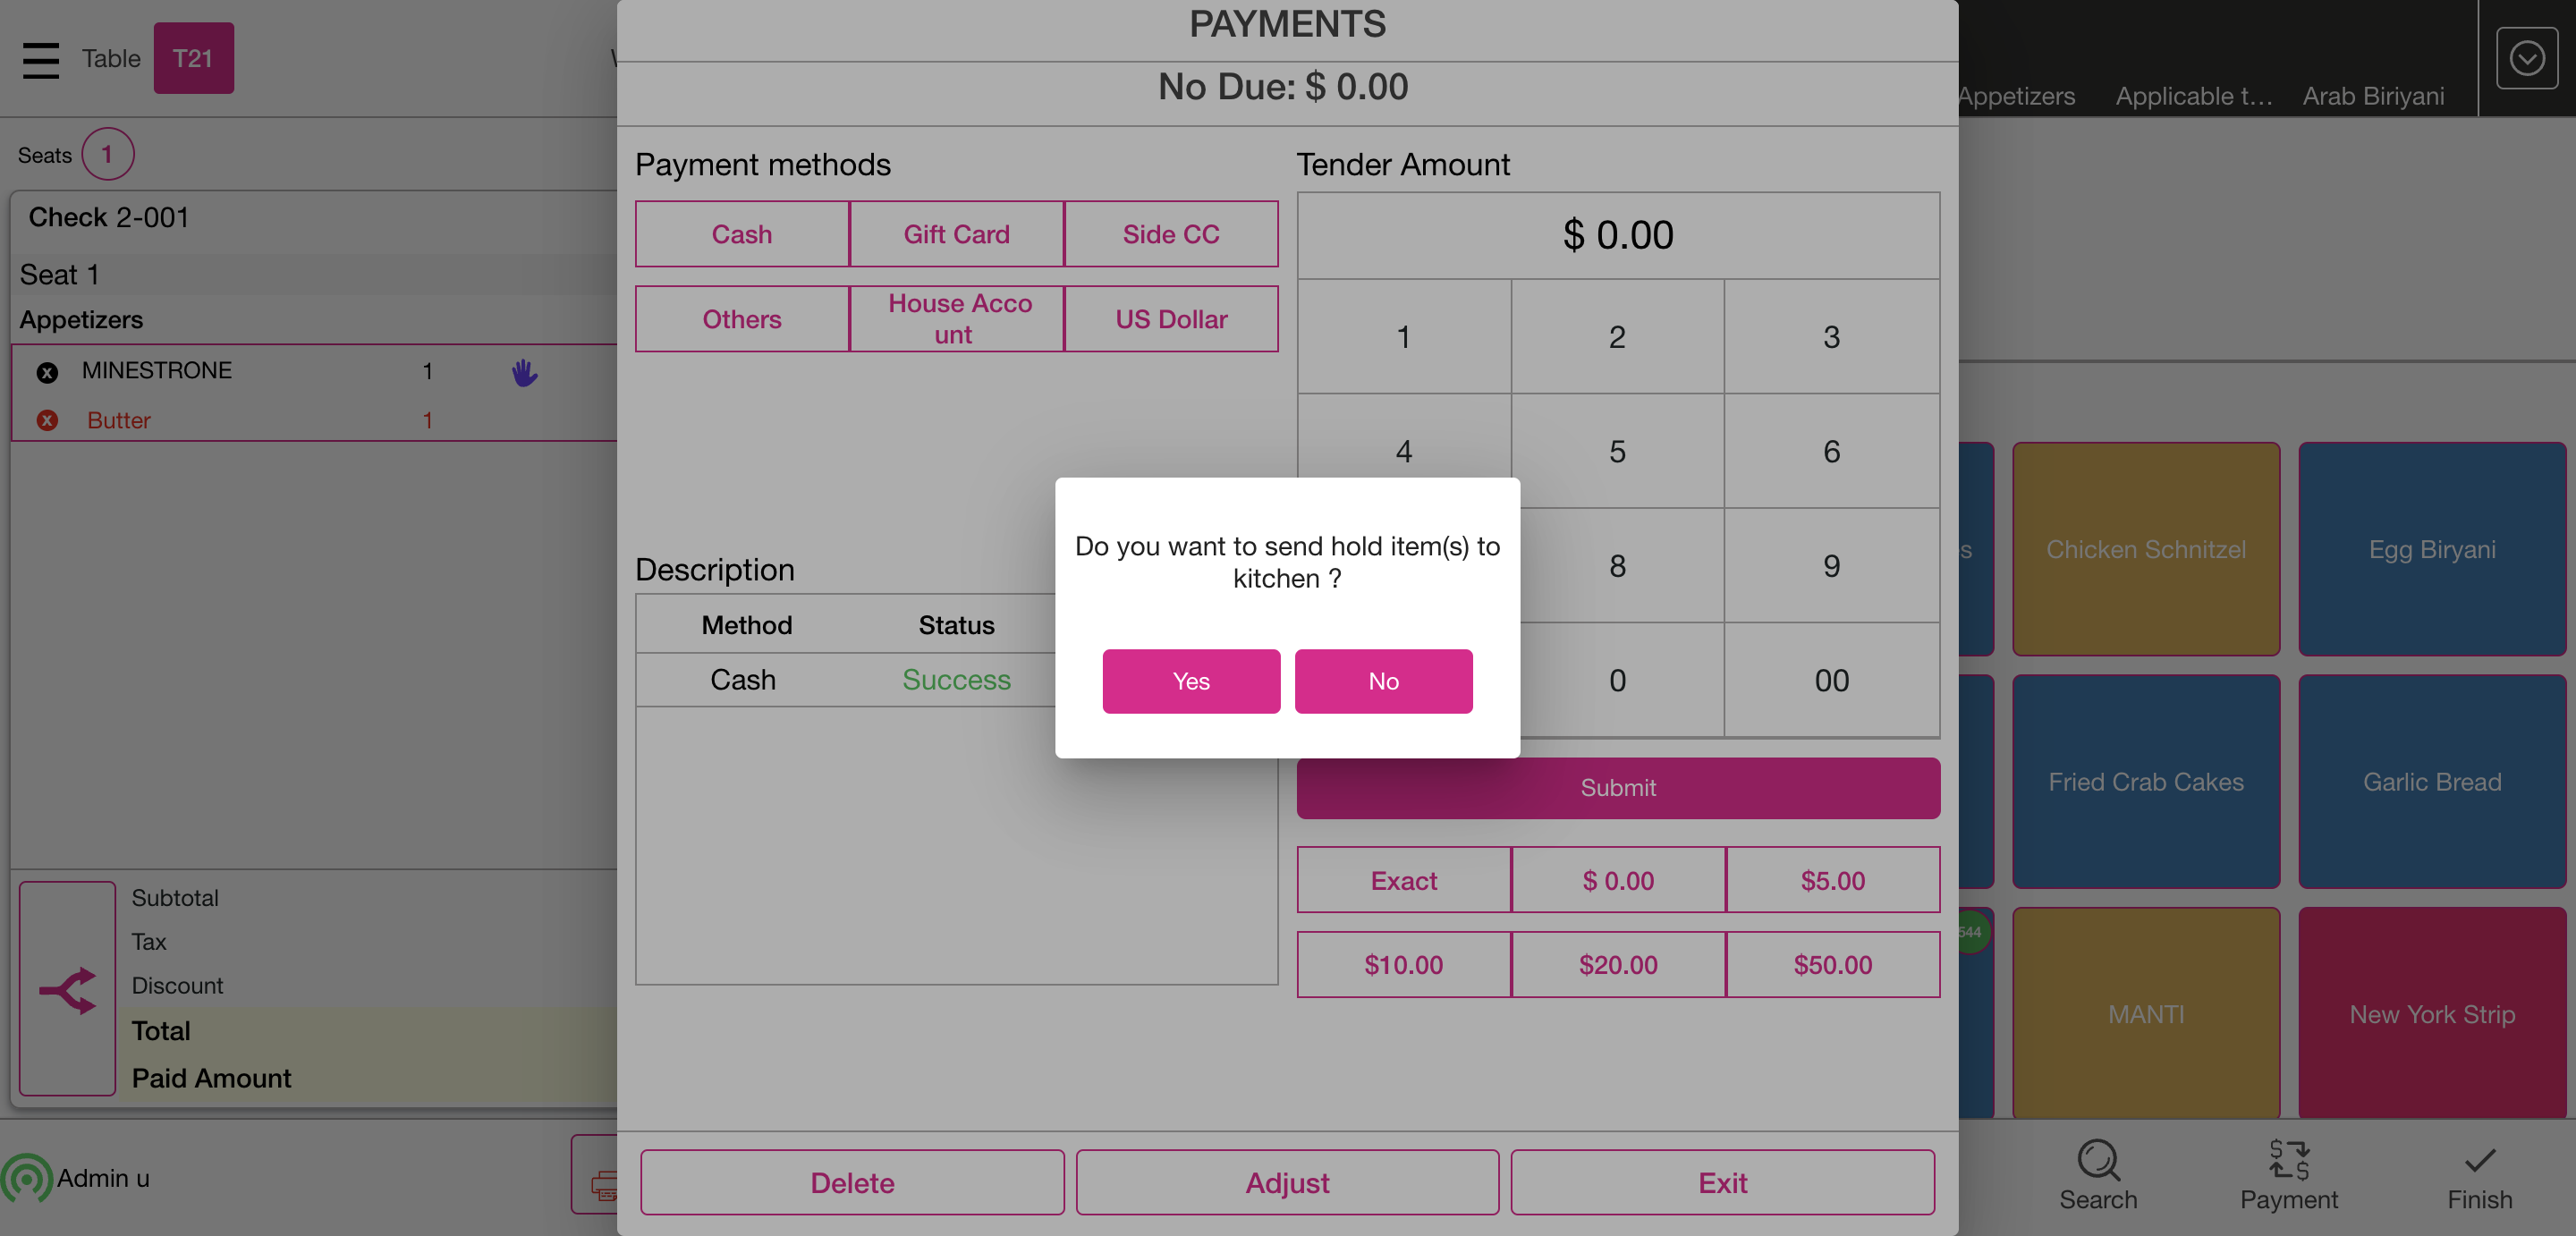 Table T21
Seats 1
Check 2-001
Seat 1
Appetizers
MINESTRONE 1
Butter 1
Subtotal
Tax
Discount
Total
Paid Amount
Admin u
PAYMENTS
No Due: $ 0.00
Payment methods
Cash Gift Card Side CC
Others House Acco
unt US Dollar
Description
Method Status
Cash Success
Tender Amount
$ 0.00
1 2 3
4 5 6
8 9
0 00
Submit
Exact $ 0.00 $5.00
$10.00 $20.00 $50.00
Delete Adjust Exit
Do you want to send hold item(s) to
kitchen ?
Yes No
Appetizers Applicable t... Arab Biriyani
s Chicken Schnitzel Egg Biryani
Fried Crab Cakes Garlic Bread
544
MANTI New York Strip
Search Payment Finish